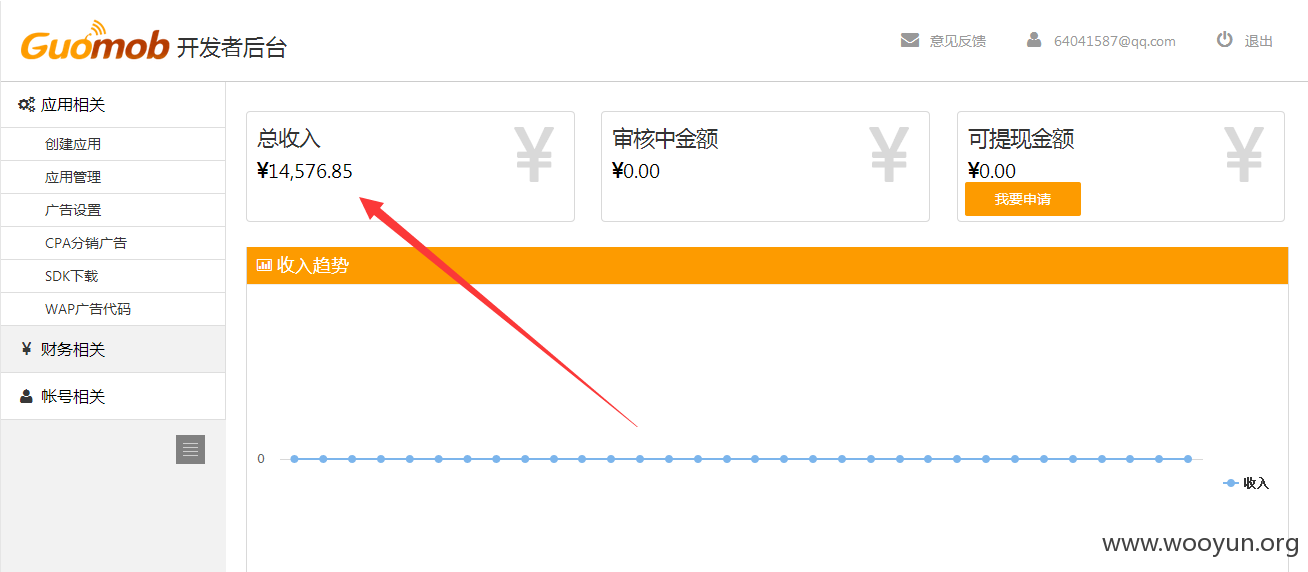 Guomob 开发者后台
意见反馈
64041587@qq.com
退出
应用相关
创建应用
应用管理
广告设置
CPA分销广告
SDK下载
WAP广告代码
¥ 财务相关
帐号相关
总收入
¥14,576.85
¥
审核中金额
¥0.00
¥
可提现金额
¥0.00
¥
我要申请
收入趋势
0
收入
www.wooyun.org